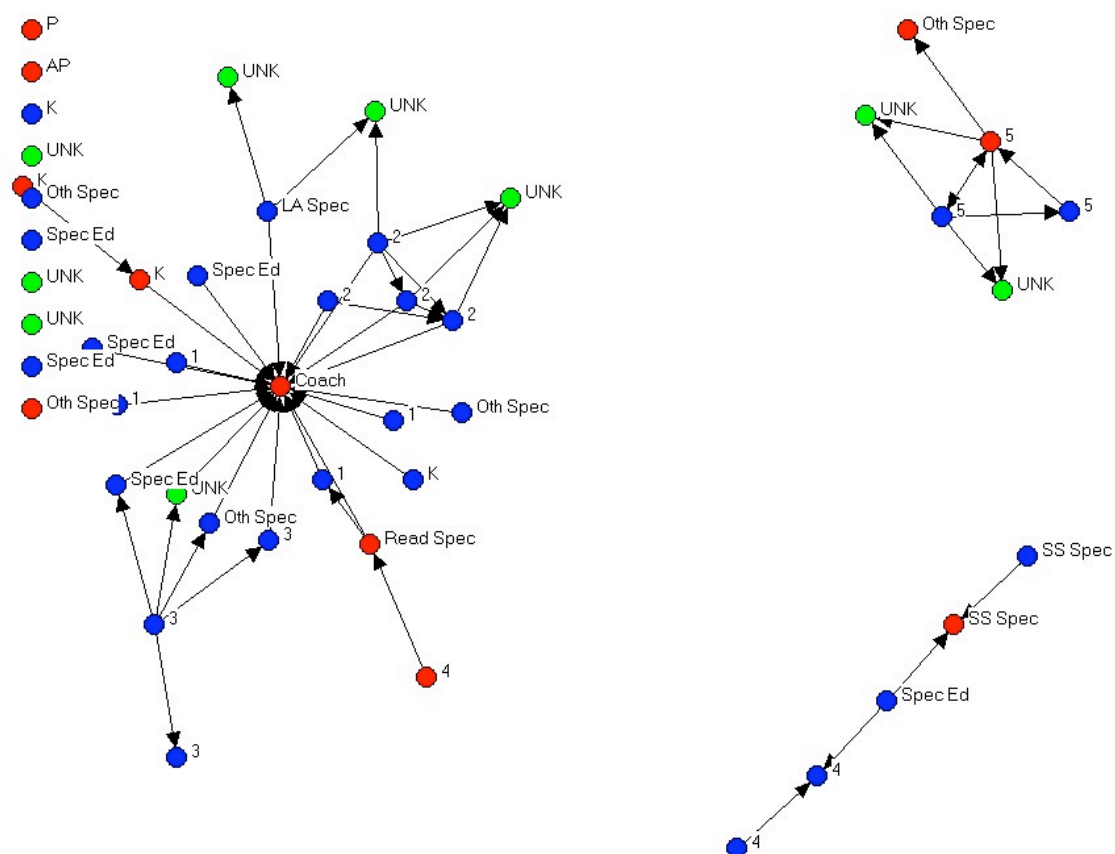 P
Oth Spec
AP
UNK
UNK
K
UNK
5
UNK
K
Oth Spec
LA Spec
UNK
5
5
Spec Ed
2
K
Spec Ed
UNK
UNK
2
2
2
UNK
Spec Ed
1
Spec Ed
Coach
Oth Spec
1
1
Oth Spec
Spec Ed
1
K
UNK
Oth Spec
3
Read Spec
SS Spec
3
SS Spec
4
Spec Ed
3
4
4